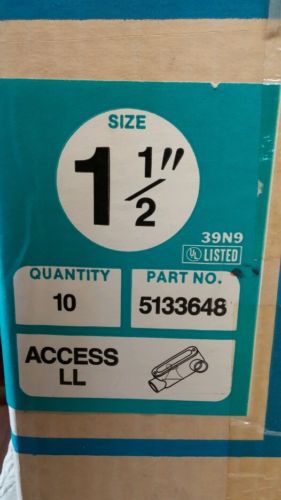 SIZE
1 1/2"
39N9
UL LISTED
QUANTITY
10
PART NO.
5133648
ACCESS
LL